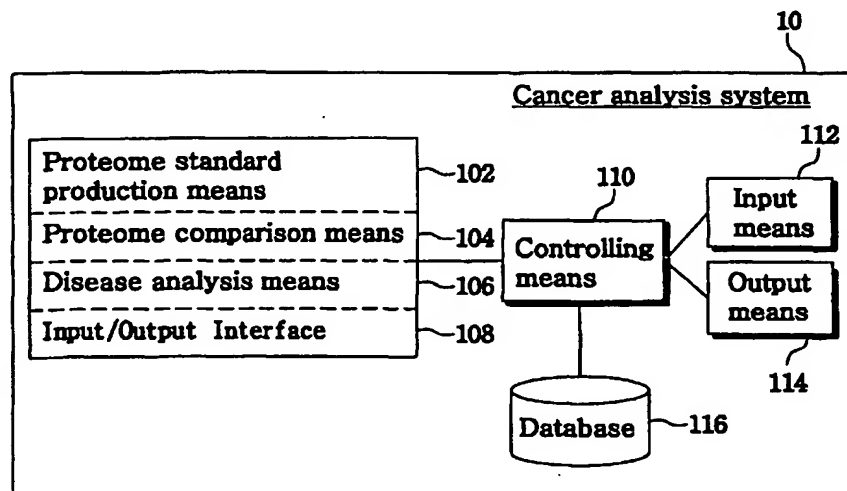 10
Cancer analysis system
Proteome standard
production means
102
Proteome comparison means
104
Disease analysis means
106
Input/Output Interface
108
110
Controlling
means
112
Input
means
Output
means
114
Database
116